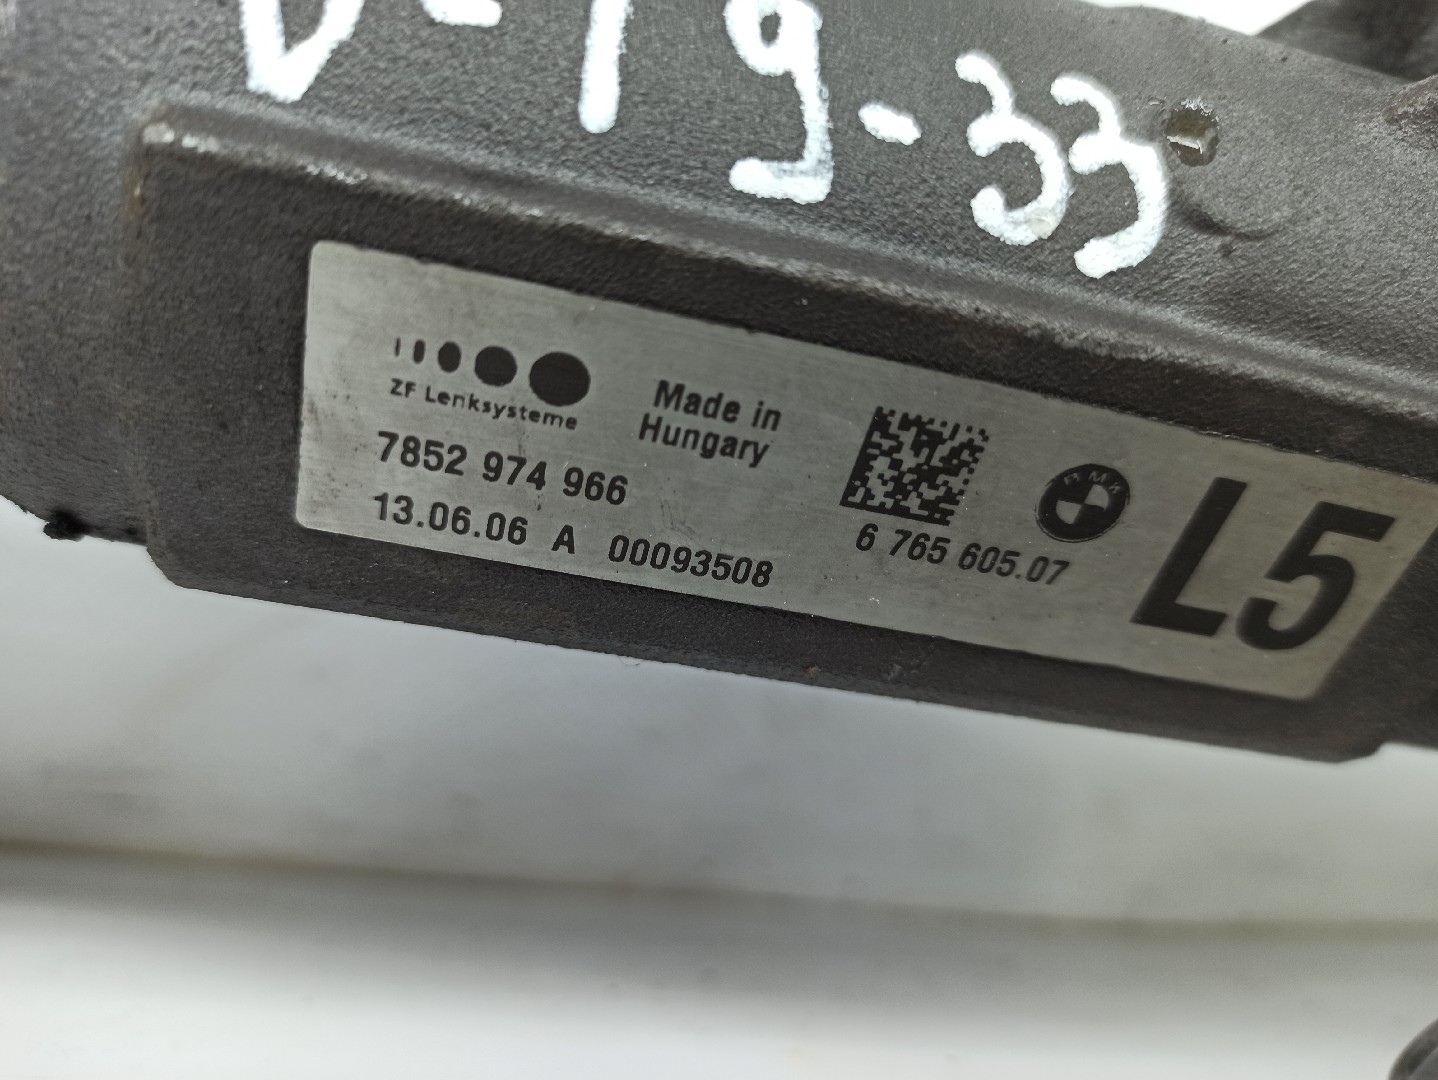 D-19-33
ZF Lenksysteme
Made in
Hungary
7852 974 966
13.06.06 A 00093508
BMW
6 765 605.07
L5